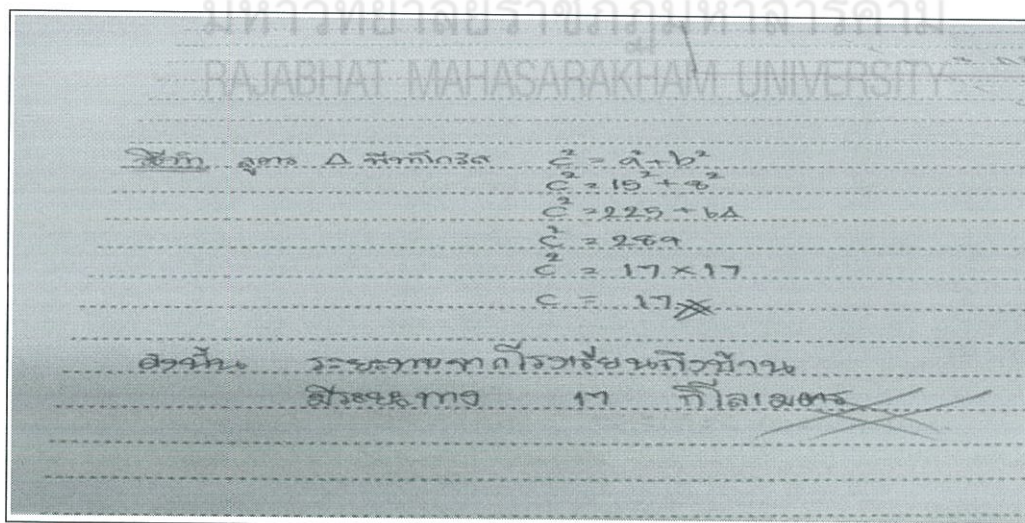 มหาวิทยาลัยราชภัฏมหาสารคาม
RAJABHAT MAHASARAKHAM UNIVERSITY
วิธีทำ สูตร Δ พีทาโกรัส c² = a² + b²
c² = 15² + 8²
c² = 225 + 64
c² = 289
c² = 17 × 17
c = 17
ดังนั้น ระยะทางจากโรงเรียนถึงบ้าน
มีระยะทาง 17 กิโลเมตร